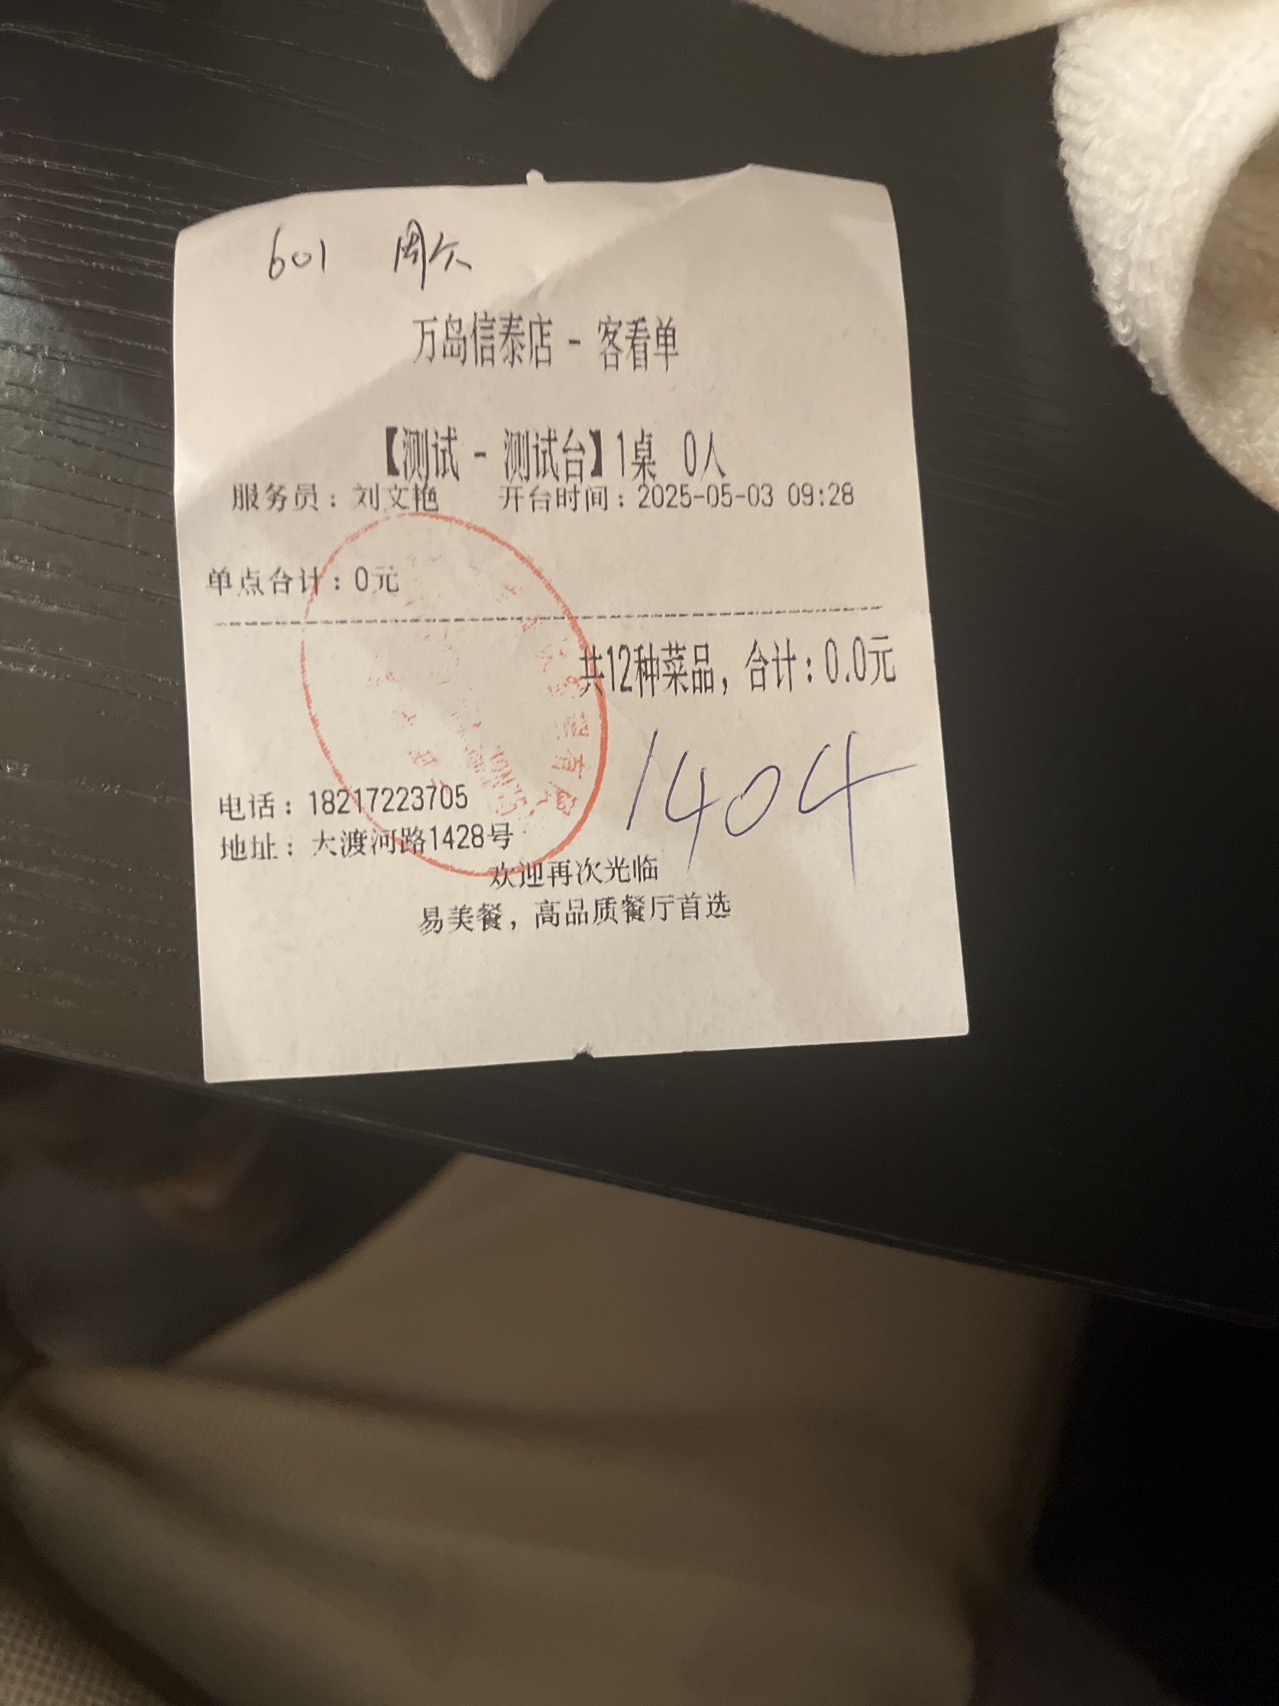 601 周欠
万岛信泰店 - 客看单
【测试 - 测试台】1桌 0人
服务员：刘文艳 开台时间：2025-05-03 09:28
单点合计：0元
共12种菜品，合计：0.0元
1404
电话：18217223705
地址：大渡河路1428号
欢迎再次光临
易美餐，高品质餐厅首选